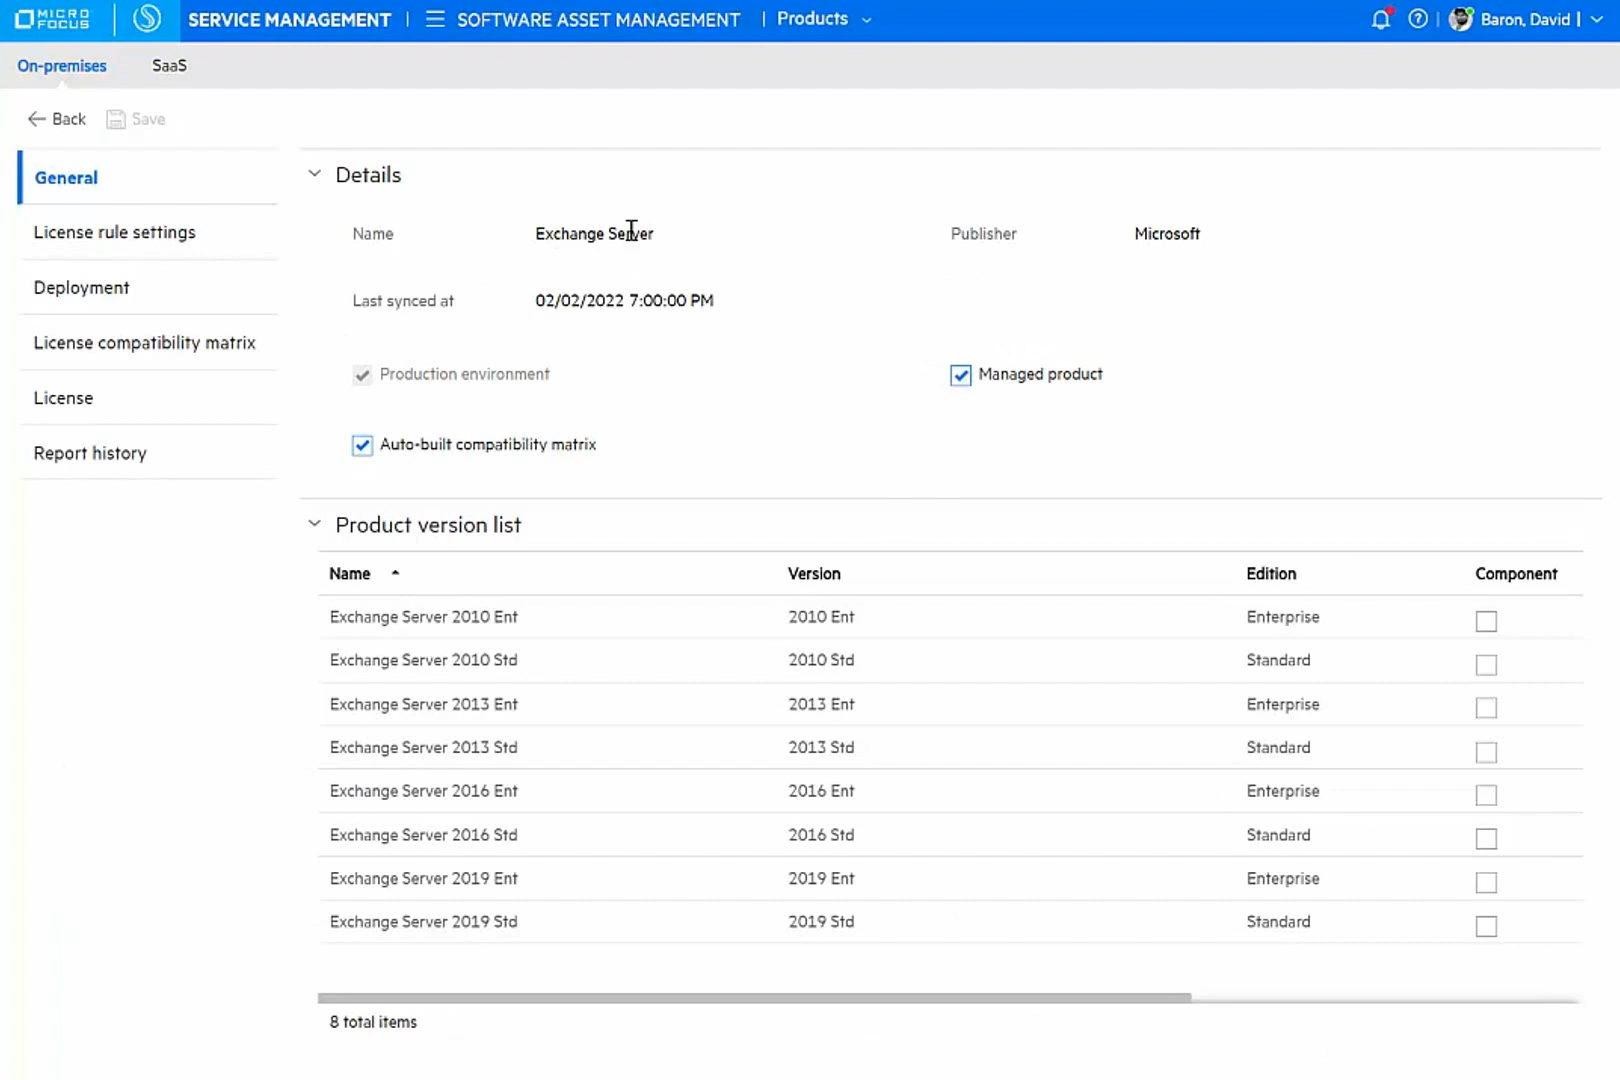 MICRO FOCUS SERVICE MANAGEMENT | SOFTWARE ASSET MANAGEMENT | Products Baron, David |
On-premises SaaS
Back Save
General
License rule settings
Deployment
License compatibility matrix
License
Report history
Details
Name Exchange Server Publisher Microsoft
Last synced at 02/02/2022 7:00:00 PM
Production environment Managed product
Auto-built compatibility matrix
Product version list
Name Version Edition Component
Exchange Server 2010 Ent 2010 Ent Enterprise
Exchange Server 2010 Std 2010 Std Standard
Exchange Server 2013 Ent 2013 Ent Enterprise
Exchange Server 2013 Std 2013 Std Standard
Exchange Server 2016 Ent 2016 Ent Enterprise
Exchange Server 2016 Std 2016 Std Standard
Exchange Server 2019 Ent 2019 Ent Enterprise
Exchange Server 2019 Std 2019 Std Standard
8 total items